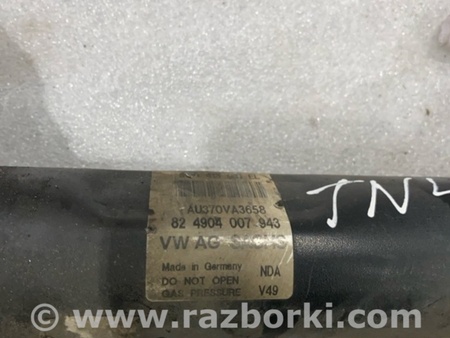 AU370VA3658
82 4904 007 943
VW AG SACHS
Made in Germany NDA
DO NOT OPEN
GAS PRESSURE V49
JN
www.razborki.com